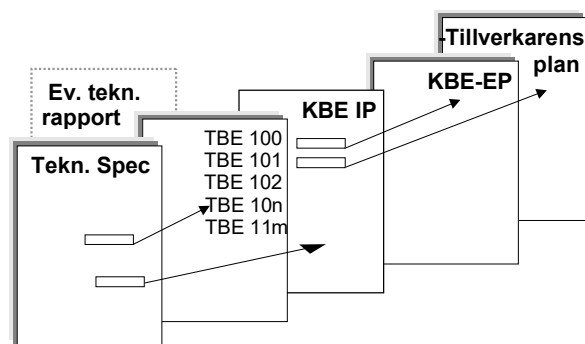 Ev. tekn.
rapport
Tekn. Spec
TBE 100
TBE 101
TBE 102
TBE 10n
TBE 11m
KBE IP
KBE-EP
-Tillverkarens
plan